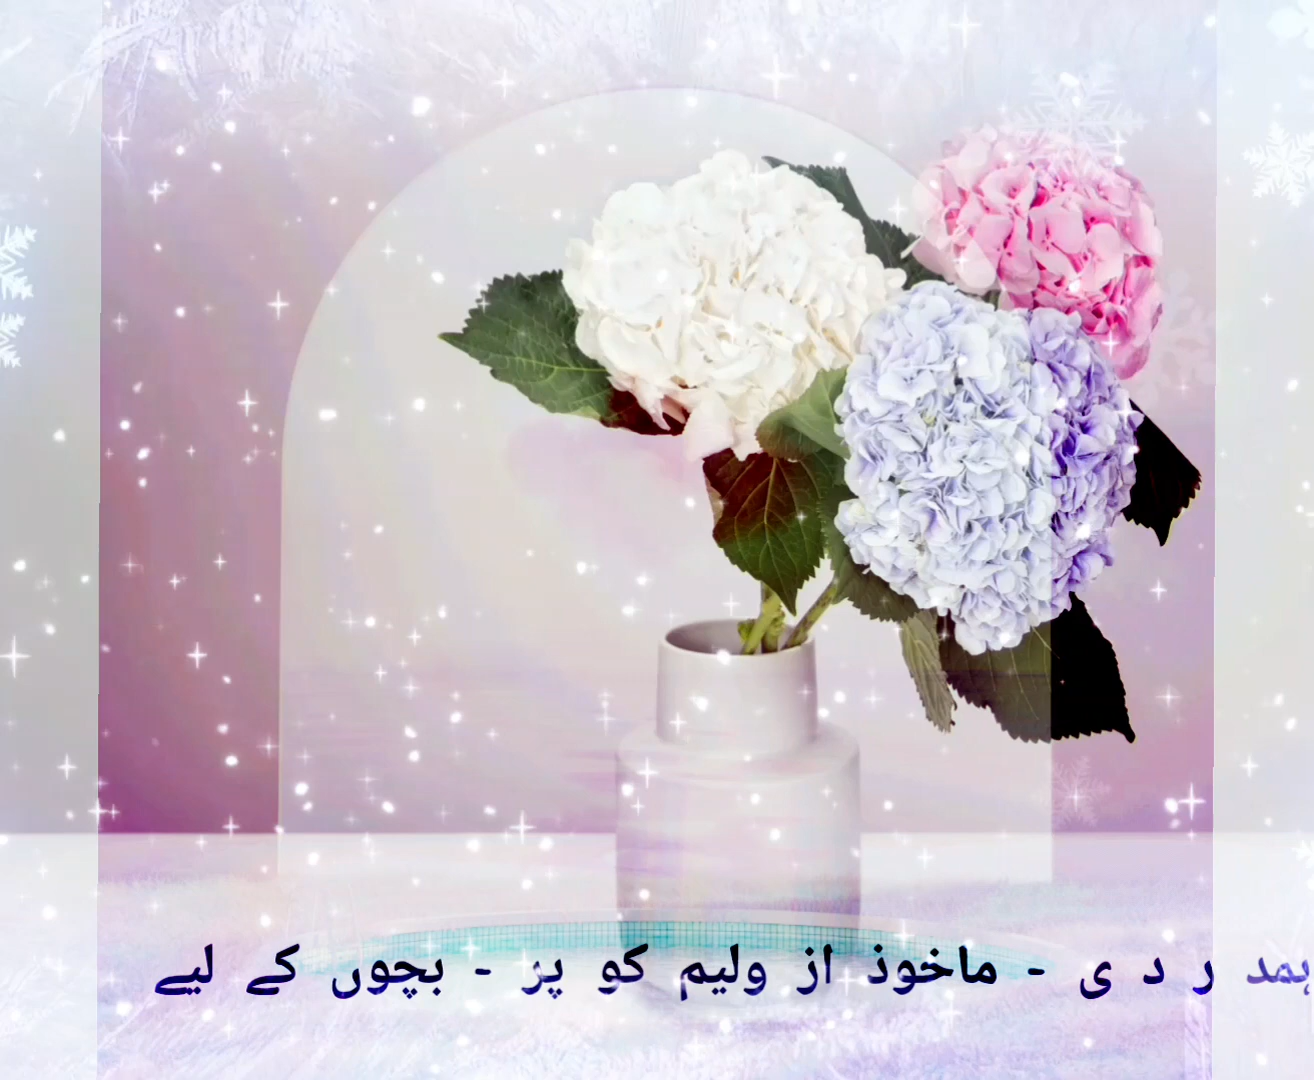 ہمد ر د ی - ماخوذ از ولیم کو پر - بچوں کے لیے